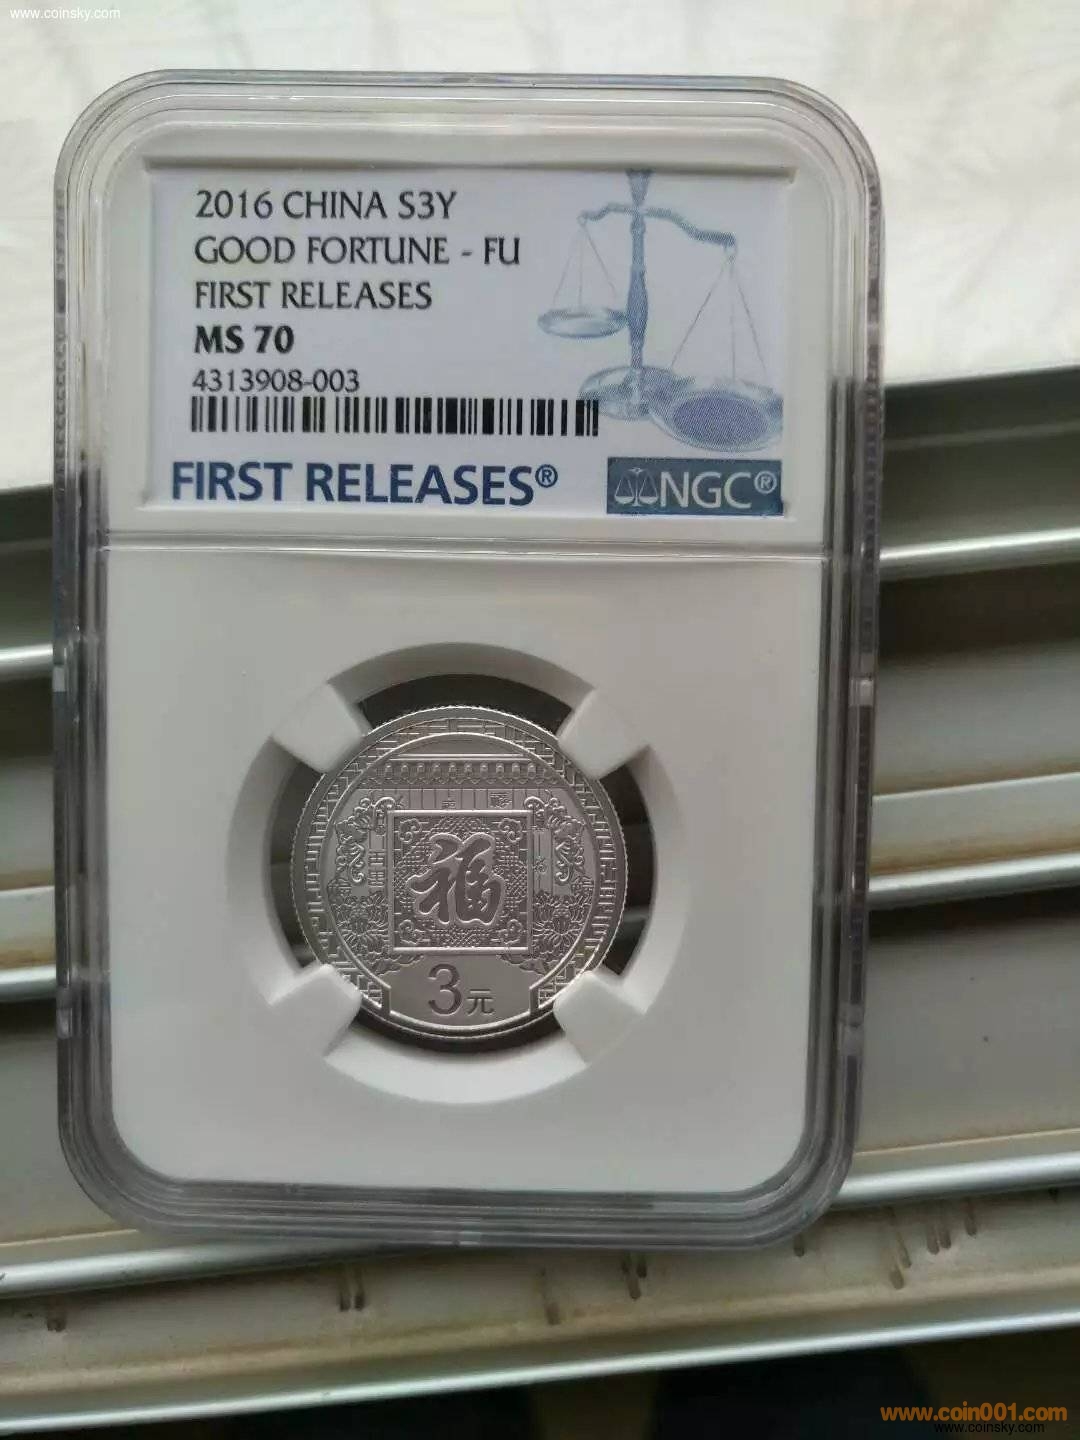 www.coinsky.com
2016 CHINA S3Y
GOOD FORTUNE - FU
FIRST RELEASES
MS 70
4313908-003
FIRST RELEASES®
NGC®
福
3元
www.coin001.com
www.coinsky.com